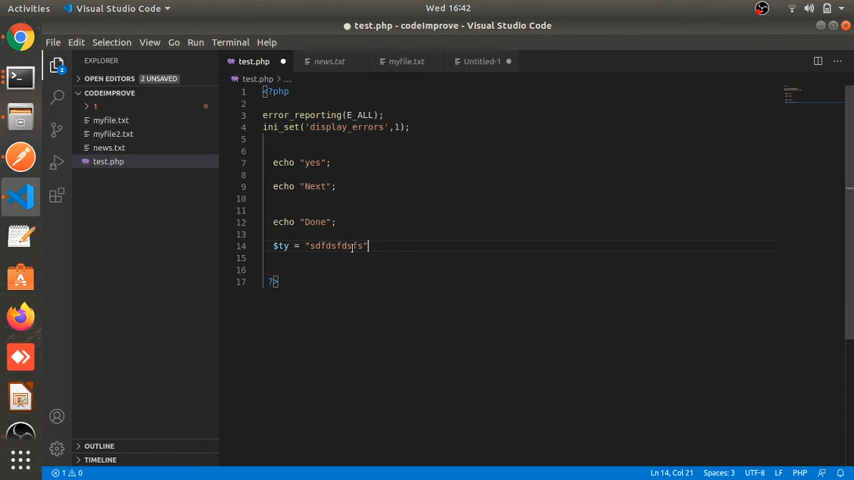 Activities
Visual Studio Code
Wed 16:42
● test.php - codeImprove - Visual Studio Code
File Edit Selection View Go Run Terminal Help
EXPLORER
OPEN EDITORS 2 UNSAVED
CODEIMPROVE
1
myfile.txt
myfile2.txt
news.txt
test.php
OUTLINE
TIMELINE
2
test.php
news.txt
myfile.txt
Untitled-1
test.php > ...
1 <?php
2
3 error_reporting(E_ALL);
4 ini_set('display_errors',1);
5
6
7 echo "yes";
8
9 echo "Next";
10
11
12 echo "Done";
13
14 $ty = "sdfdsfdsfs"
15
16
17 ?>
1 0
Ln 14, Col 21
Spaces: 3
UTF-8
LF
PHP